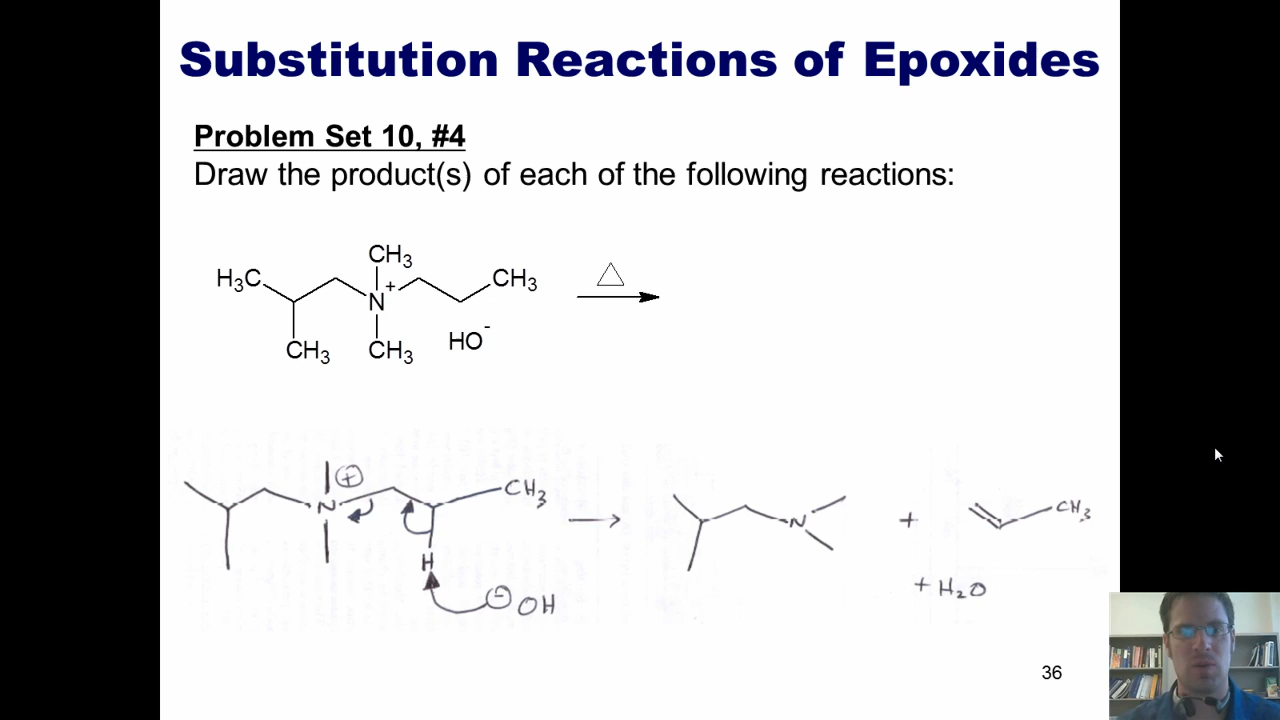 Substitution Reactions of Epoxides
Problem Set 10, #4
Draw the product(s) of each of the following reactions:
CH₃
H₃C
CH₃
N⁺
CH₃
CH₃
HO⁻
△
⊕
N
CH₃
H
⊖ OH
→
N
+
CH₃
+ H₂O
36